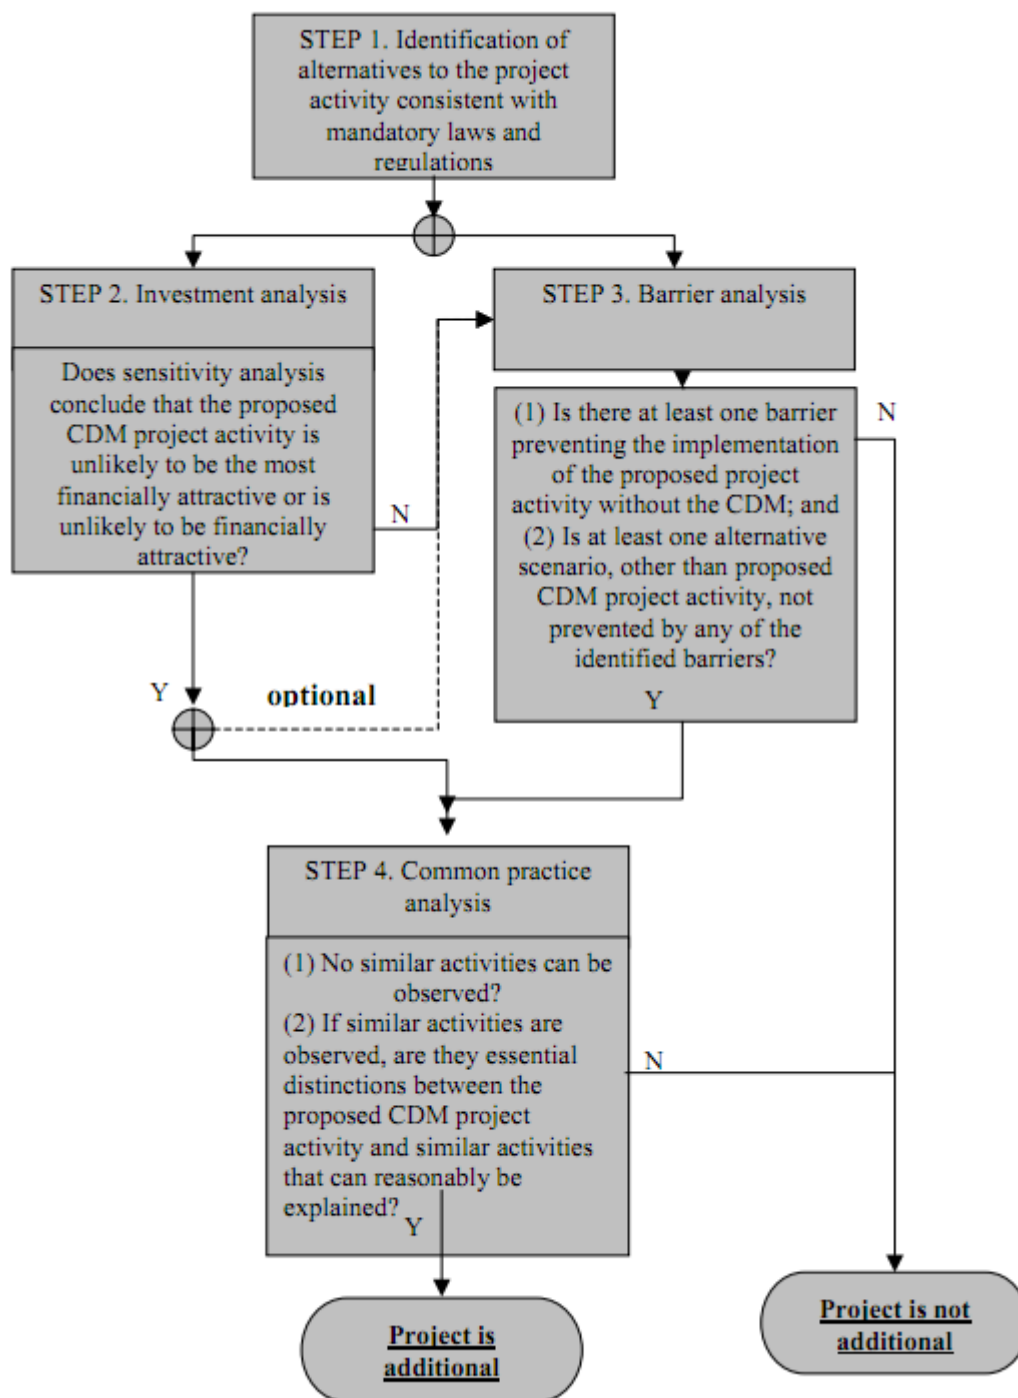 STEP 1. Identification of
alternatives to the project
activity consistent with
mandatory laws and
regulations
STEP 2. Investment analysis
Does sensitivity analysis
conclude that the proposed
CDM project activity is
unlikely to be the most
financially attractive or is
unlikely to be financially
attractive?
N
Y
optional
STEP 3. Barrier analysis
(1) Is there at least one barrier
preventing the implementation
of the proposed project
activity without the CDM; and
(2) Is at least one alternative
scenario, other than proposed
CDM project activity, not
prevented by any of the
identified barriers?
N
Y
STEP 4. Common practice
analysis
(1) No similar activities can be
observed?
(2) If similar activities are
observed, are they essential
distinctions between the
proposed CDM project
activity and similar activities
that can reasonably be
explained?
N
Y
Project is
additional
Project is not
additional